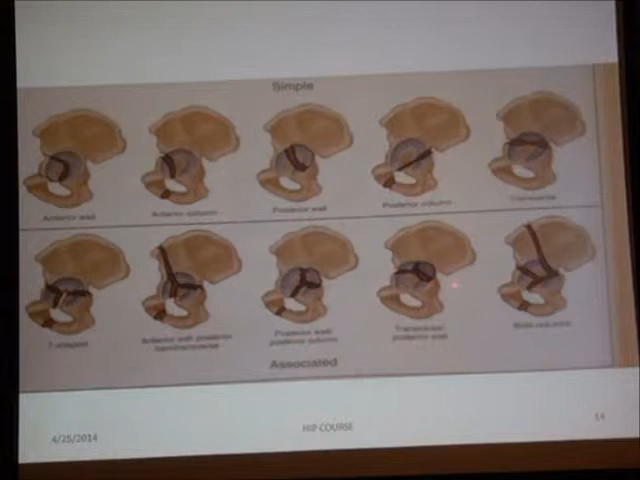 Simple
Anterior wall
Anterior column
Posterior wall
Posterior column
Transverse
T-shaped
Anterior with posterior
hemitransverse
Posterior wall/
posterior column
Transverse/
posterior wall
Both columns
Associated
4/25/2014
HIP COURSE
14